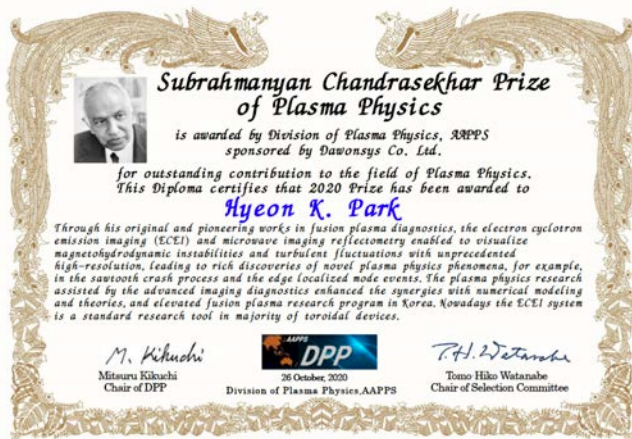 Subrahmanyan Chandrasekhar Prize
of Plasma Physics
is awarded by Division of Plasma Physics, AAPPS
sponsored by Dawonsys Co. Ltd.
for outstanding contribution to the field of Plasma Physics.
This Diploma certifies that 2020 Prize has been awarded to
Hyeon K. Park
Through his original and pioneering works in fusion plasma diagnostics, the electron cyclotron
emission imaging (ECEI) and microwave imaging reflectometry enabled to visualize
magnetohydrodynamic instabilities and turbulent fluctuations with unprecedented
high-resolution, leading to rich discoveries of novel plasma physics phenomena, for example,
in the sawtooth crash process and the edge localized mode events. The plasma physics research
assisted by the advanced imaging diagnostics enhanced the synergies with numerical modeling
and theories, and elevated fusion plasma research program in Korea. Nowadays the ECEI system
is a standard research tool in majority of toroidal devices.
M. Kikuchi
Mitsuru Kikuchi
Chair of DPP
AAPPS
DPP
26 October, 2020
Division of Plasma Physics, AAPPS
T.H. Watanabe
Tomo-Hiko Watanabe
Chair of Selection Committee